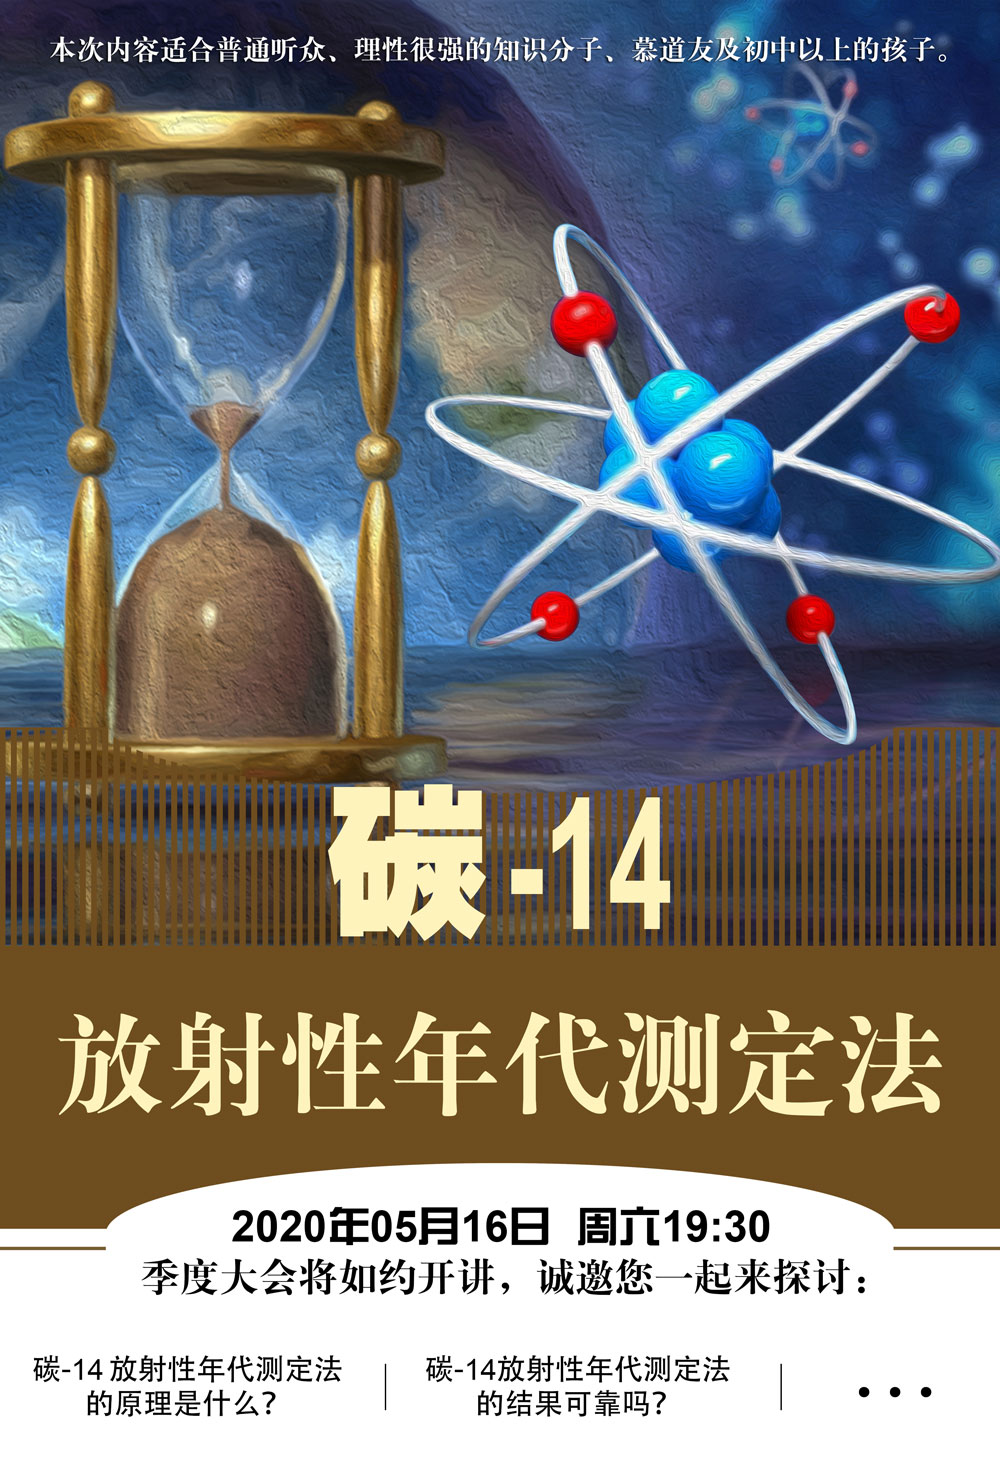 本次内容适合普通听众、理性很强的知识分子、慕道友及初中以上的孩子。
碳-14
放射性年代测定法
2020年05月16日 周六19:30
季度大会将如约开讲，诚邀您一起来探讨：
碳-14 放射性年代测定法
的原理是什么？
碳-14放射性年代测定法
的结果可靠吗？
•••